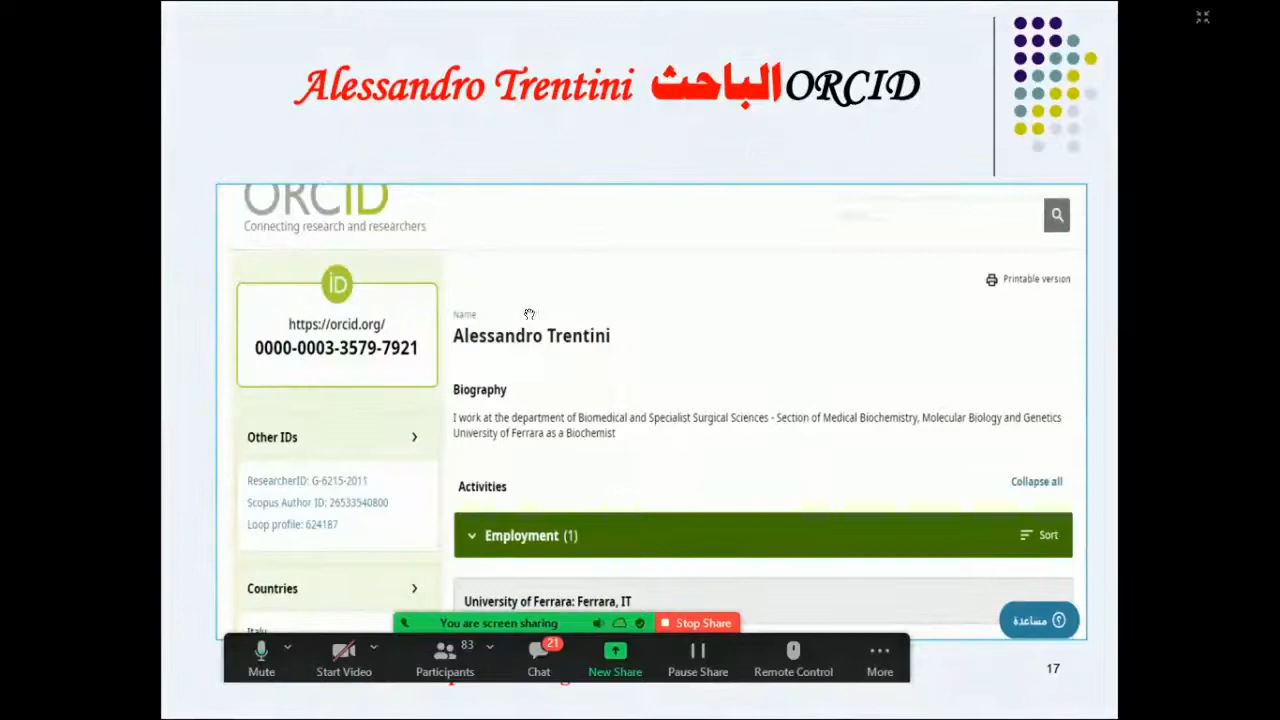 Alessandro Trentini الباحث ORCID
ORCID
Connecting research and researchers
Printable version
iD
https://orcid.org/
0000-0003-3579-7921
Name
Alessandro Trentini
Biography
I work at the department of Biomedical and Specialist Surgical Sciences - Section of Medical Biochemistry, Molecular Biology and Genetics
University of Ferrara as a Biochemist
Other IDs
ResearcherID: G-6215-2011
Scopus Author ID: 26533540800
Loop profile: 624187
Activities
Collapse all
Employment (1)
Sort
Countries
University of Ferrara: Ferrara, IT
Italy
مساعدة
You are screen sharing
Stop Share
Mute
Start Video
Participants
83
Chat
21
New Share
Pause Share
Remote Control
More
17